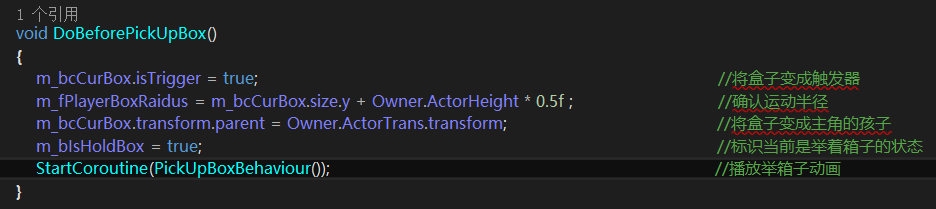 1 个引用
void DoBeforePickUpBox()
{
m_bcCurBox.isTrigger = true; //将盒子变成触发器
m_fPlayerBoxRaidus = m_bcCurBox.size.y + Owner.ActorHeight * 0.5f ; //确认运动半径
m_bcCurBox.transform.parent = Owner.ActorTrans.transform; //将盒子变成主角的孩子
m_bIsHoldBox = true; //标识当前是举着箱子的状态
StartCoroutine(PickUpBoxBehaviour()); //播放举箱子动画
}